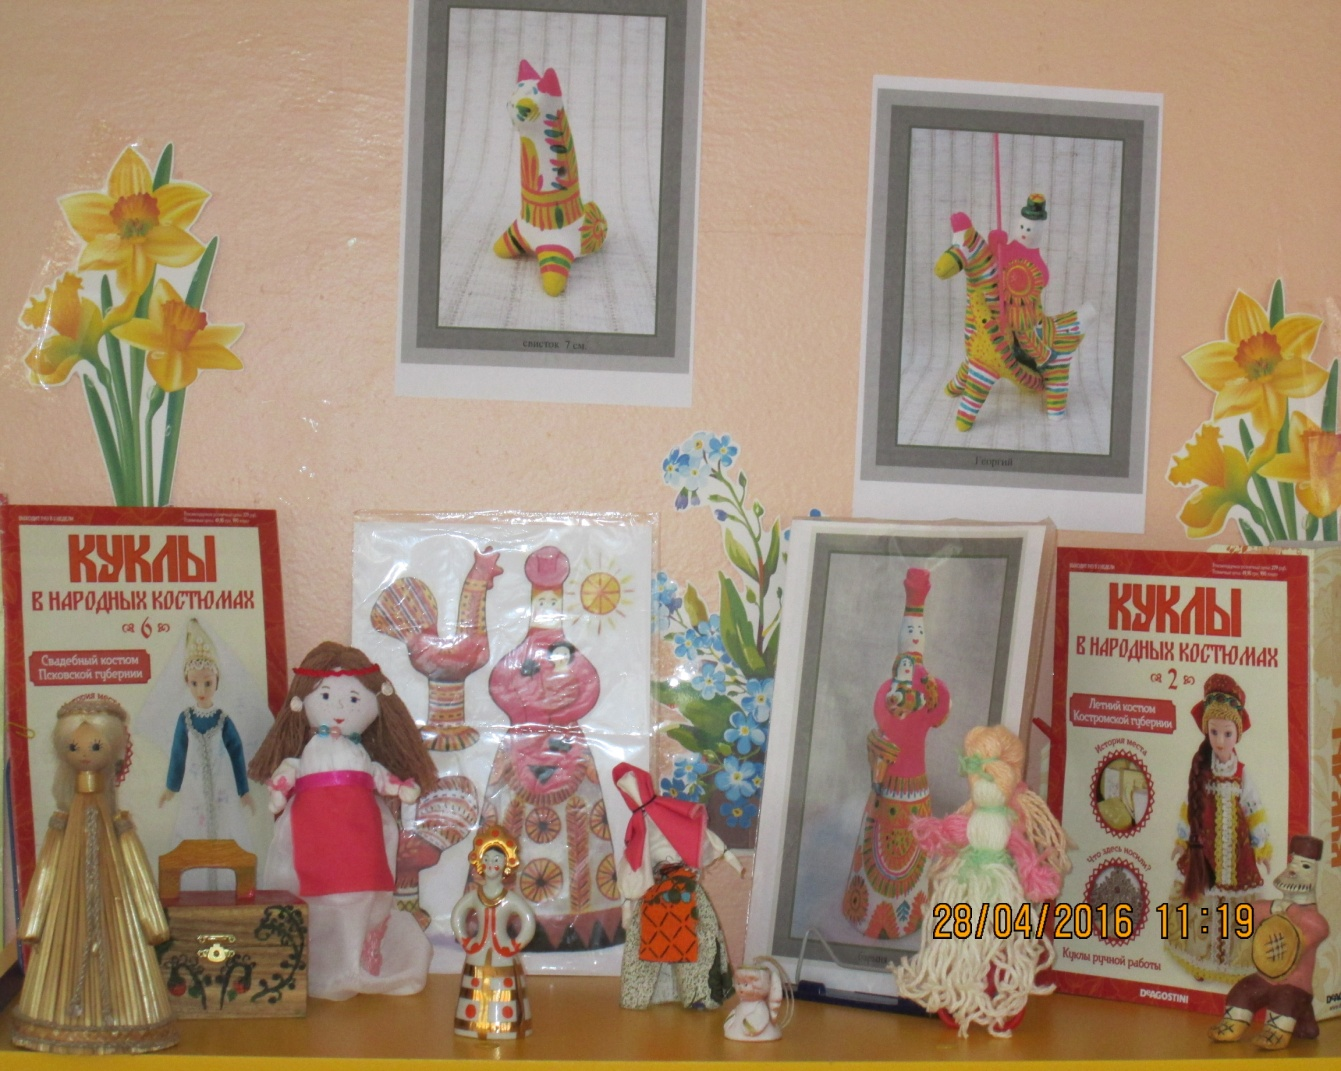 свисток 7 см
Георгий
КУКЛЫ
В НАРОДНЫХ КОСТЮМАХ
6
Свадебный костюм
Псковской губернии
КУКЛЫ
В НАРОДНЫХ КОСТЮМАХ
2
Летний костюм
Костромской губернии
История места
Что здесь носили?
Куклы ручной работы
DeAGOSTINI
28/04/2016 11:19